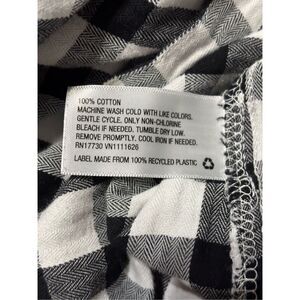 100% COTTON
MACHINE WASH COLD WITH LIKE COLORS.
GENTLE CYCLE. ONLY NON-CHLORINE
BLEACH IF NEEDED. TUMBLE DRY LOW.
REMOVE PROMPTLY. COOL IRON IF NEEDED.
RN17730 VN1111626
LABEL MADE FROM 100% RECYCLED PLASTIC